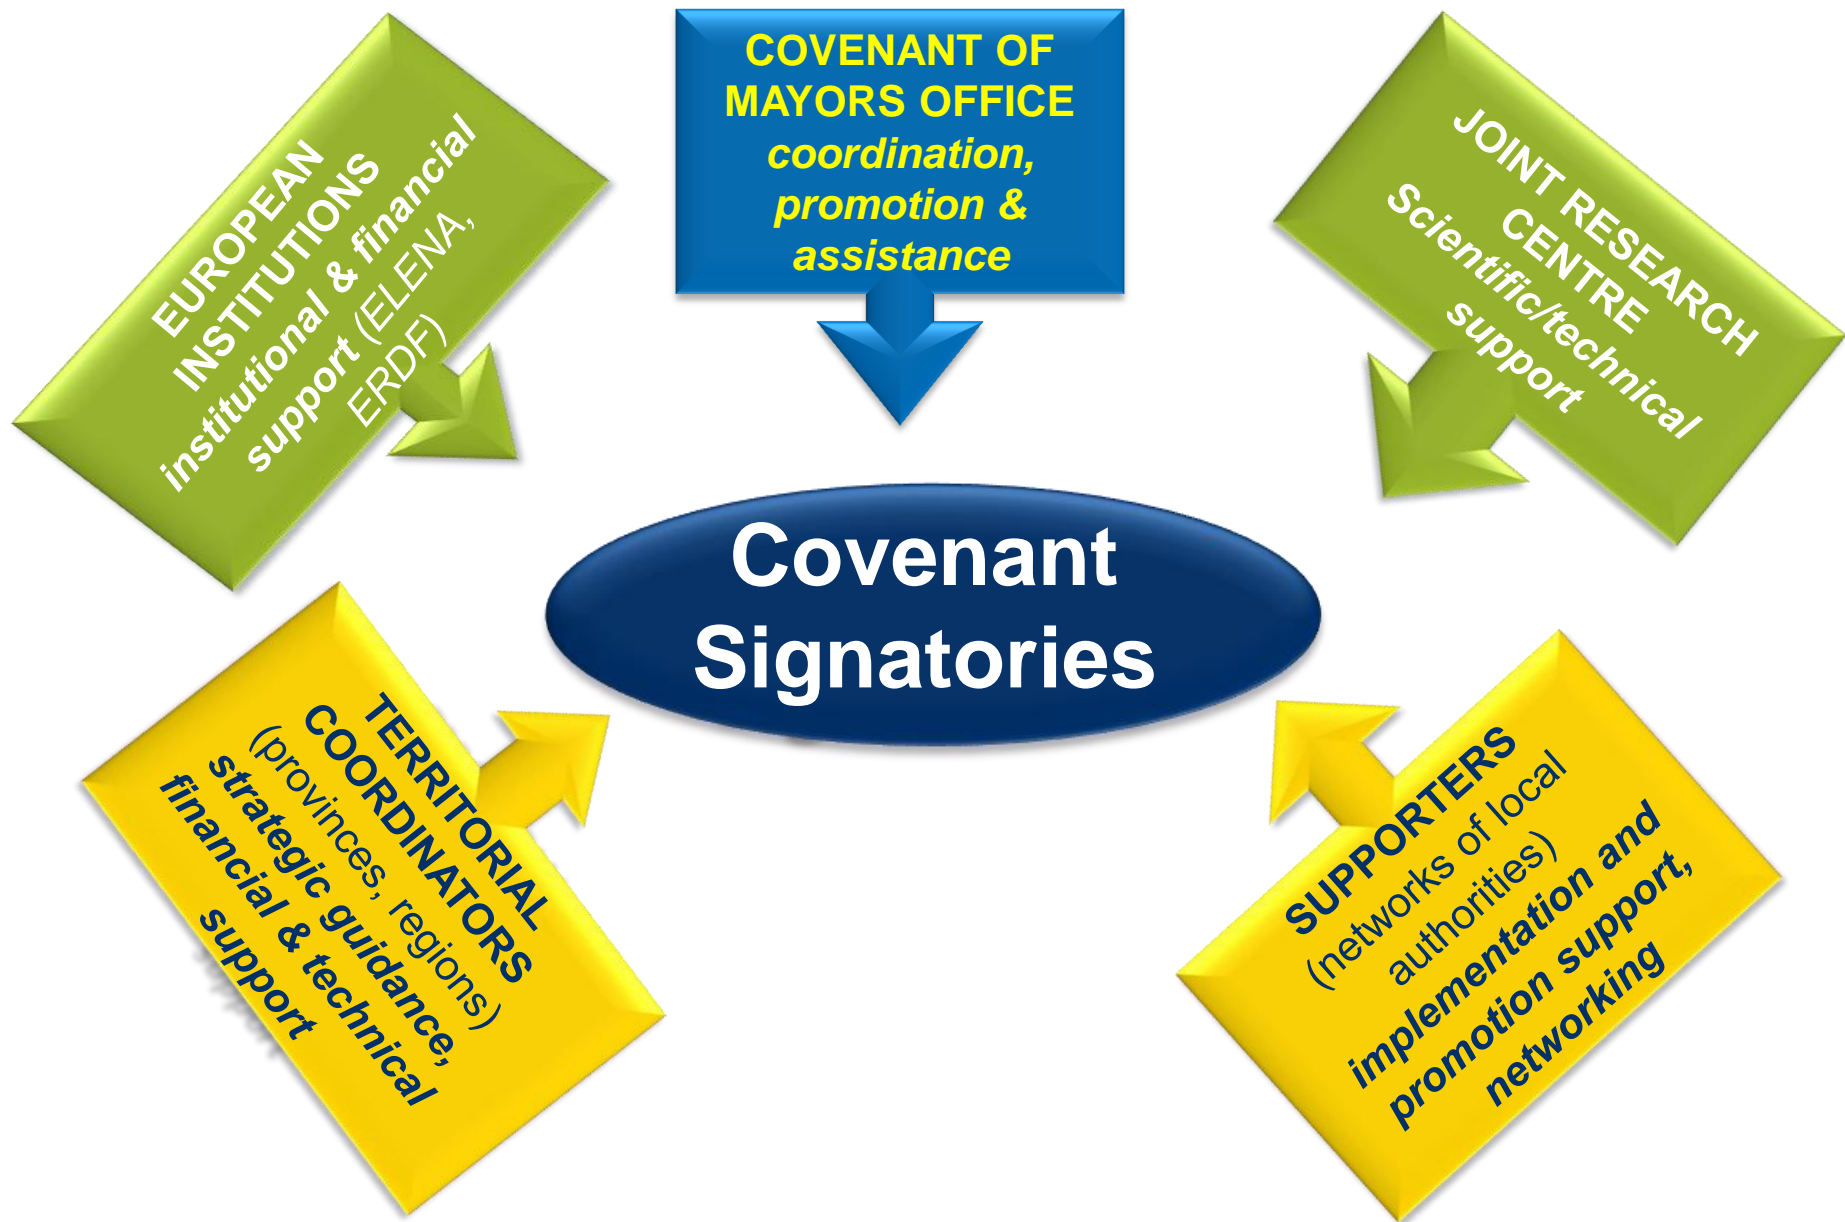 EUROPEAN
INSTITUTIONS
institutional & financial
support (ELENA,
ERDF)
COVENANT OF
MAYORS OFFICE
coordination,
promotion &
assistance
JOINT RESEARCH
CENTRE
Scientific/technical
support
Covenant
Signatories
TERRITORIAL
COORDINATORS
(provinces, regions)
strategic guidance,
financial & technical
support
SUPPORTERS
(networks of local
authorities)
implementation and
promotion support,
networking